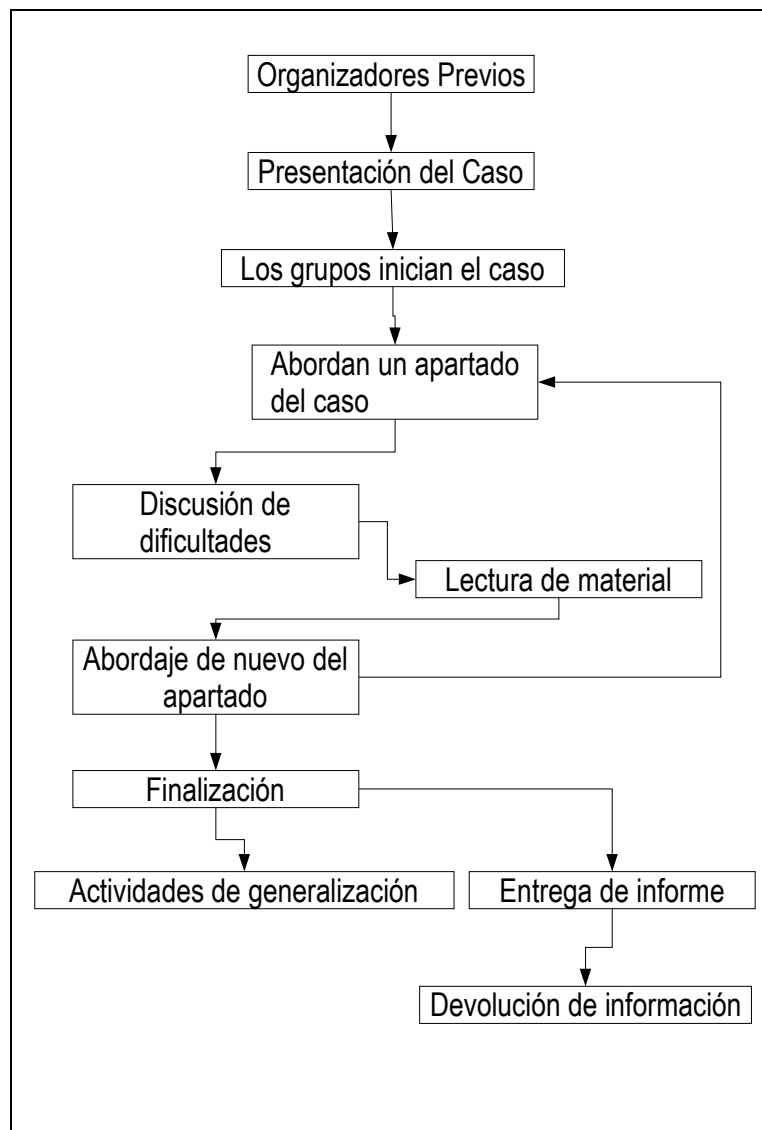 Organizadores Previos
Presentación del Caso
Los grupos inician el caso
Abordan un apartado
del caso
Discusión de
dificultades
Lectura de material
Abordaje de nuevo del
apartado
Finalización
Actividades de generalización
Entrega de informe
Devolución de información